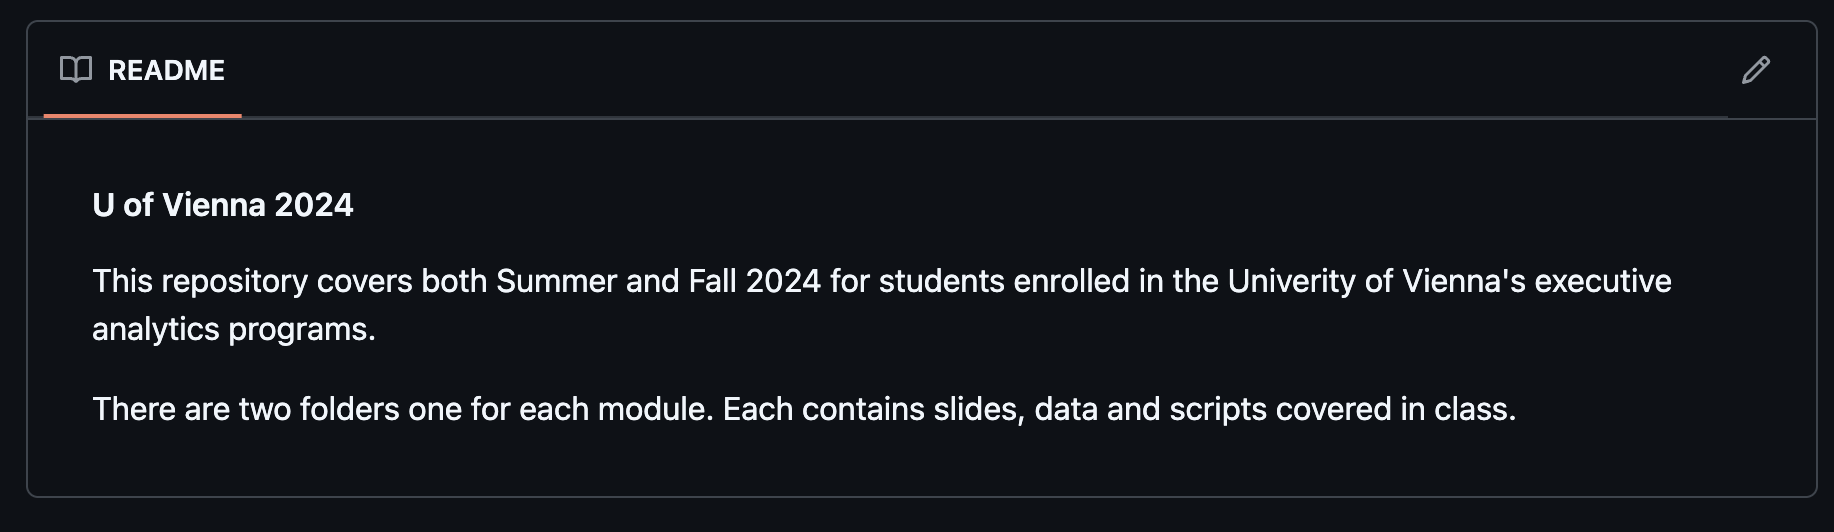 README
U of Vienna 2024
This repository covers both Summer and Fall 2024 for students enrolled in the Univerity of Vienna's executive
analytics programs.
There are two folders one for each module. Each contains slides, data and scripts covered in class.